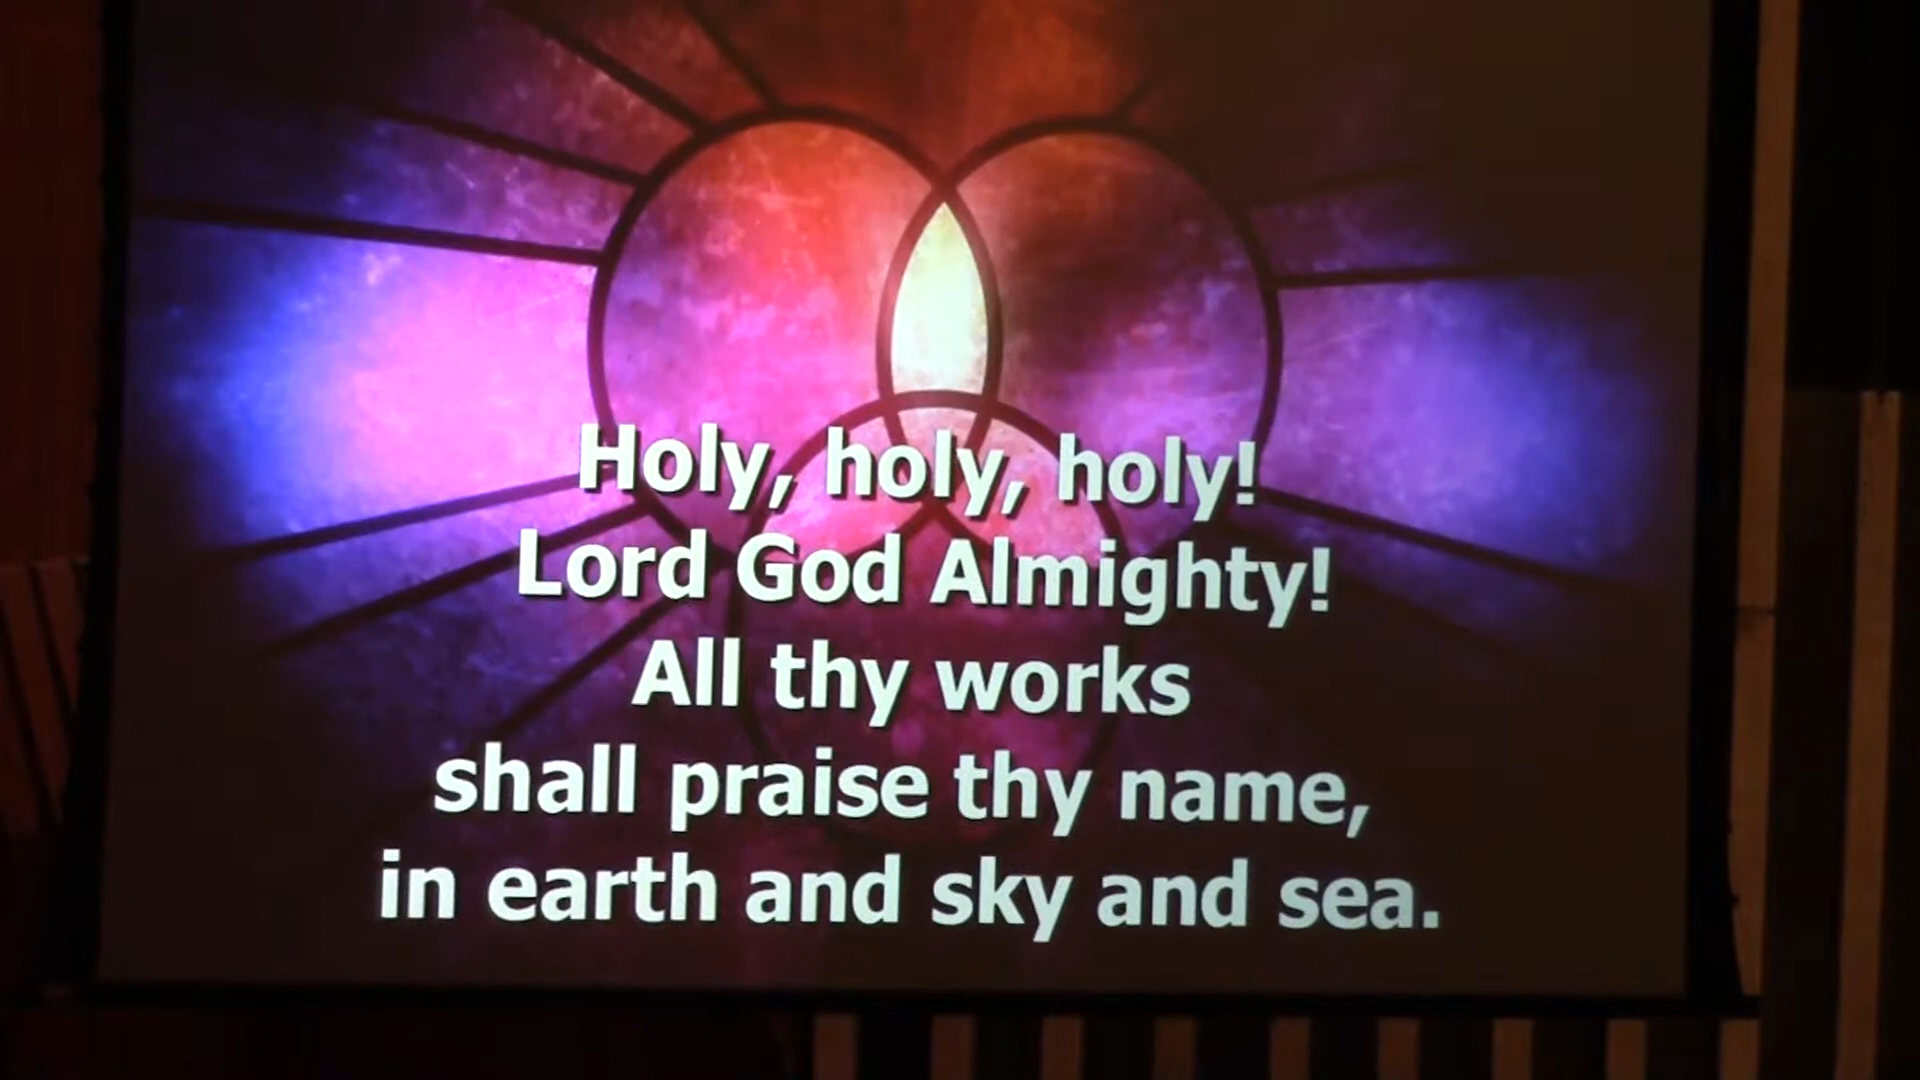 Holy, holy, holy!
Lord God Almighty!
All thy works
shall praise thy name,
in earth and sky and sea.